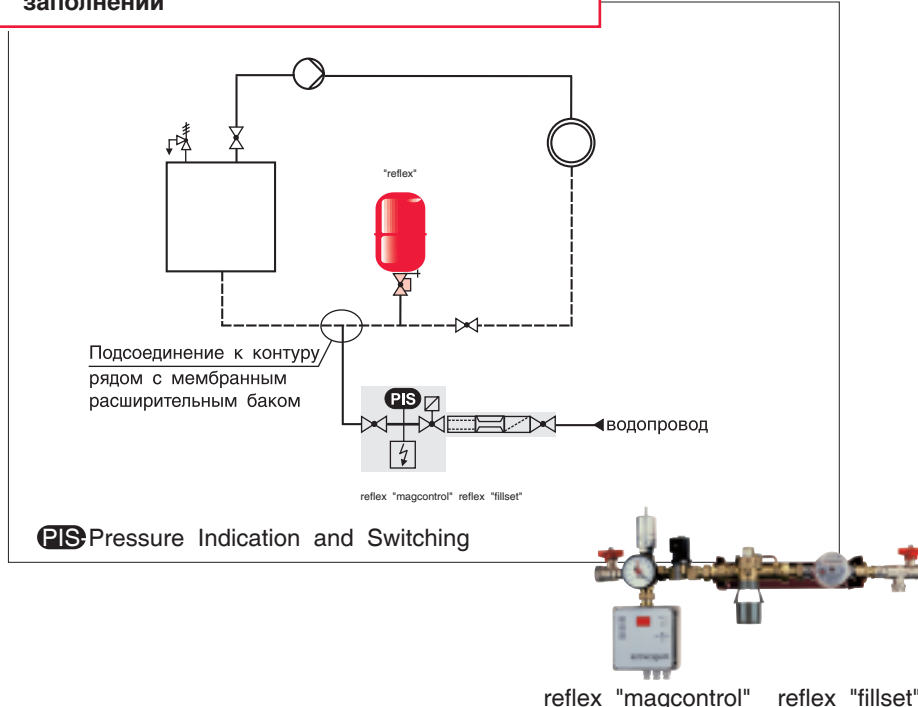 заполнении
"reflex"
Подсоединение к контуру
рядом с мембранным
расширительным баком
PIS
водопровод
reflex "magcontrol" reflex "fillset"
PIS Pressure Indication and Switching
reflex "magcontrol" reflex "fillset"